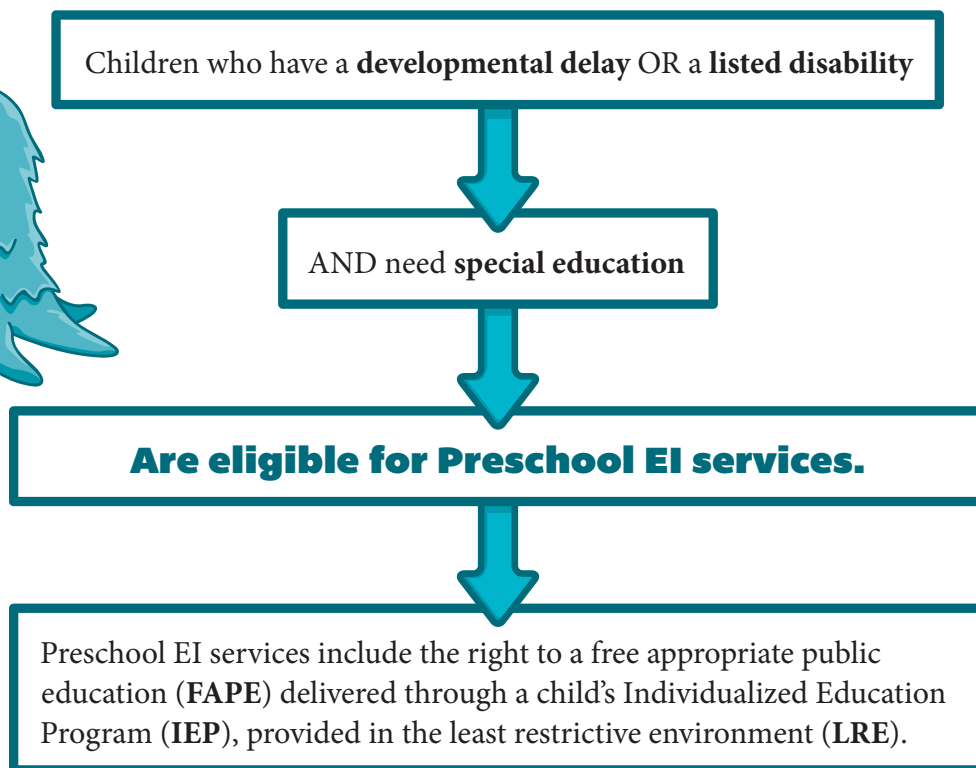 Children who have a developmental delay OR a listed disability
AND need special education
Are eligible for Preschool EI services.
Preschool EI services include the right to a free appropriate public
education (FAPE) delivered through a child’s Individualized Education
Program (IEP), provided in the least restrictive environment (LRE).